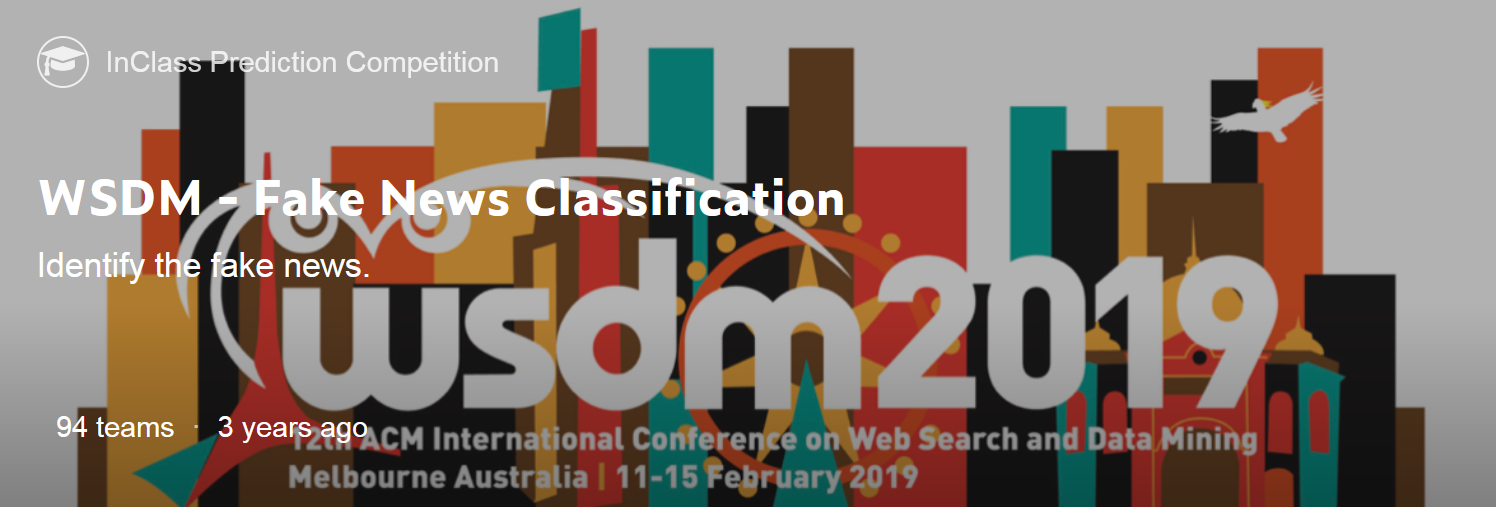 InClass Prediction Competition
WSDM - Fake News Classification
Identify the fake news.
wsdm2019
94 teams · 3 years ago
12th ACM International Conference on Web Search and Data Mining
Melbourne Australia | 11-15 February 2019